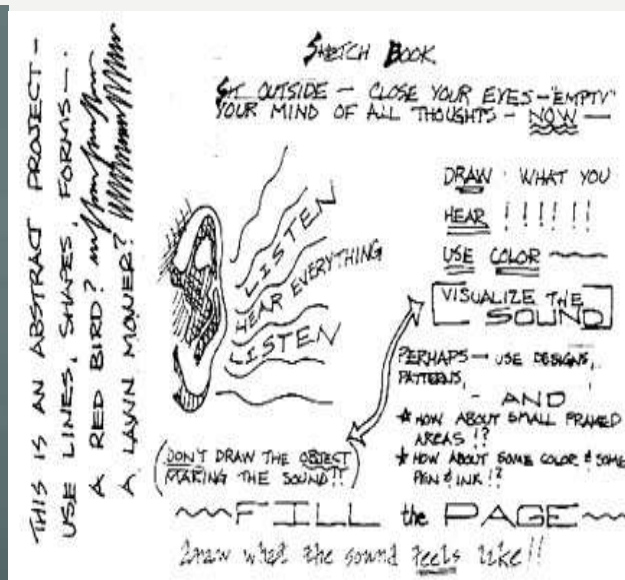 SKETCH BOOK
SIT OUTSIDE — CLOSE YOUR EYES — "EMPTY"
YOUR MIND OF ALL THOUGHTS — NOW —
DRAW WHAT YOU
HEAR !!!!!!
USE COLOR
VISUALIZE THE
SOUND
PERHAPS — USE DESIGNS,
PATTERNS,
- AND
★ HOW ABOUT SMALL FRAMED
AREAS !?
★ HOW ABOUT SOME COLOR & SOME
PEN & INK !?
LISTEN
HEAR EVERYTHING
LISTEN
(DON'T DRAW THE OBJECT
MAKING THE SOUND!!)
FILL the PAGE
Draw what the sound feels like!!
THIS IS AN ABSTRACT PROJECT —
USE LINES, SHAPES, FORMS —.
A RED BIRD?
A LAWN MOWER?